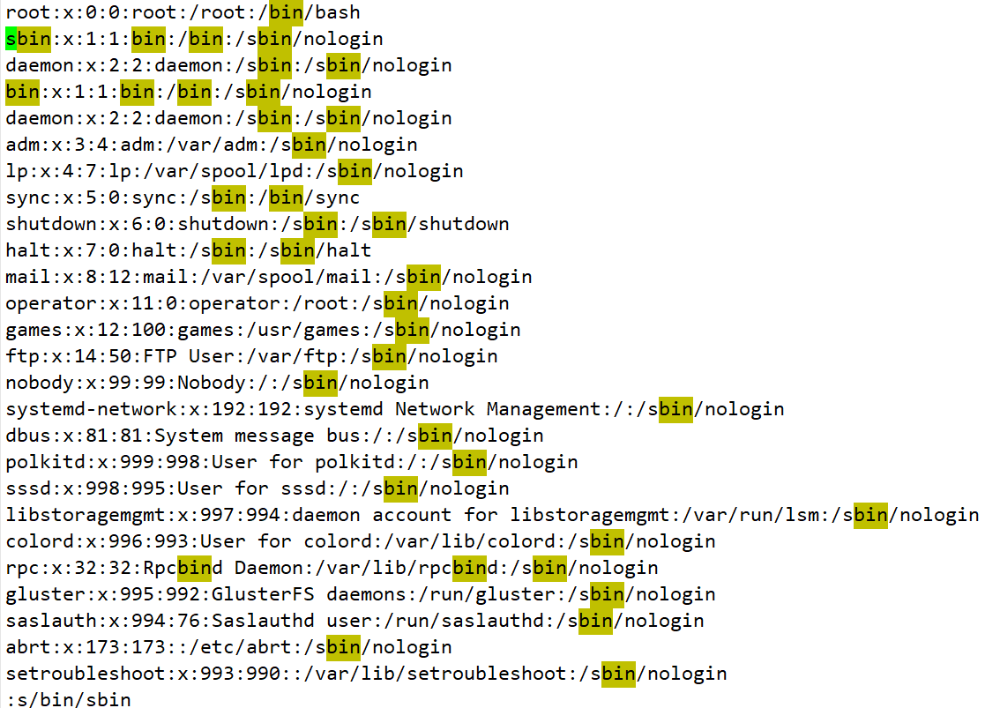 root:x:0:0:root:/root:/bin/bash
sbin:x:1:1:bin:/bin:/sbin/nologin
daemon:x:2:2:daemon:/sbin:/sbin/nologin
bin:x:1:1:bin:/bin:/sbin/nologin
daemon:x:2:2:daemon:/sbin:/sbin/nologin
adm:x:3:4:adm:/var/adm:/sbin/nologin
lp:x:4:7:lp:/var/spool/lpd:/sbin/nologin
sync:x:5:0:sync:/sbin:/bin/sync
shutdown:x:6:0:shutdown:/sbin:/sbin/shutdown
halt:x:7:0:halt:/sbin:/sbin/halt
mail:x:8:12:mail:/var/spool/mail:/sbin/nologin
operator:x:11:0:operator:/root:/sbin/nologin
games:x:12:100:games:/usr/games:/sbin/nologin
ftp:x:14:50:FTP User:/var/ftp:/sbin/nologin
nobody:x:99:99:Nobody:/:/sbin/nologin
systemd-network:x:192:192:systemd Network Management:/:/sbin/nologin
dbus:x:81:81:System message bus:/:/sbin/nologin
polkitd:x:999:998:User for polkitd:/:/sbin/nologin
sssd:x:998:995:User for sssd:/:/sbin/nologin
libstoragemgmt:x:997:994:daemon account for libstoragemgmt:/var/run/lsm:/sbin/nologin
colord:x:996:993:User for colord:/var/lib/colord:/sbin/nologin
rpc:x:32:32:Rpcbind Daemon:/var/lib/rpcbind:/sbin/nologin
gluster:x:995:992:GlusterFS daemons:/run/gluster:/sbin/nologin
saslauth:x:994:76:Saslauthd user:/run/saslauthd:/sbin/nologin
abrt:x:173:173::/etc/abrt:/sbin/nologin
setroubleshoot:x:993:990::/var/lib/setroubleshoot:/sbin/nologin
:s/bin/sbin